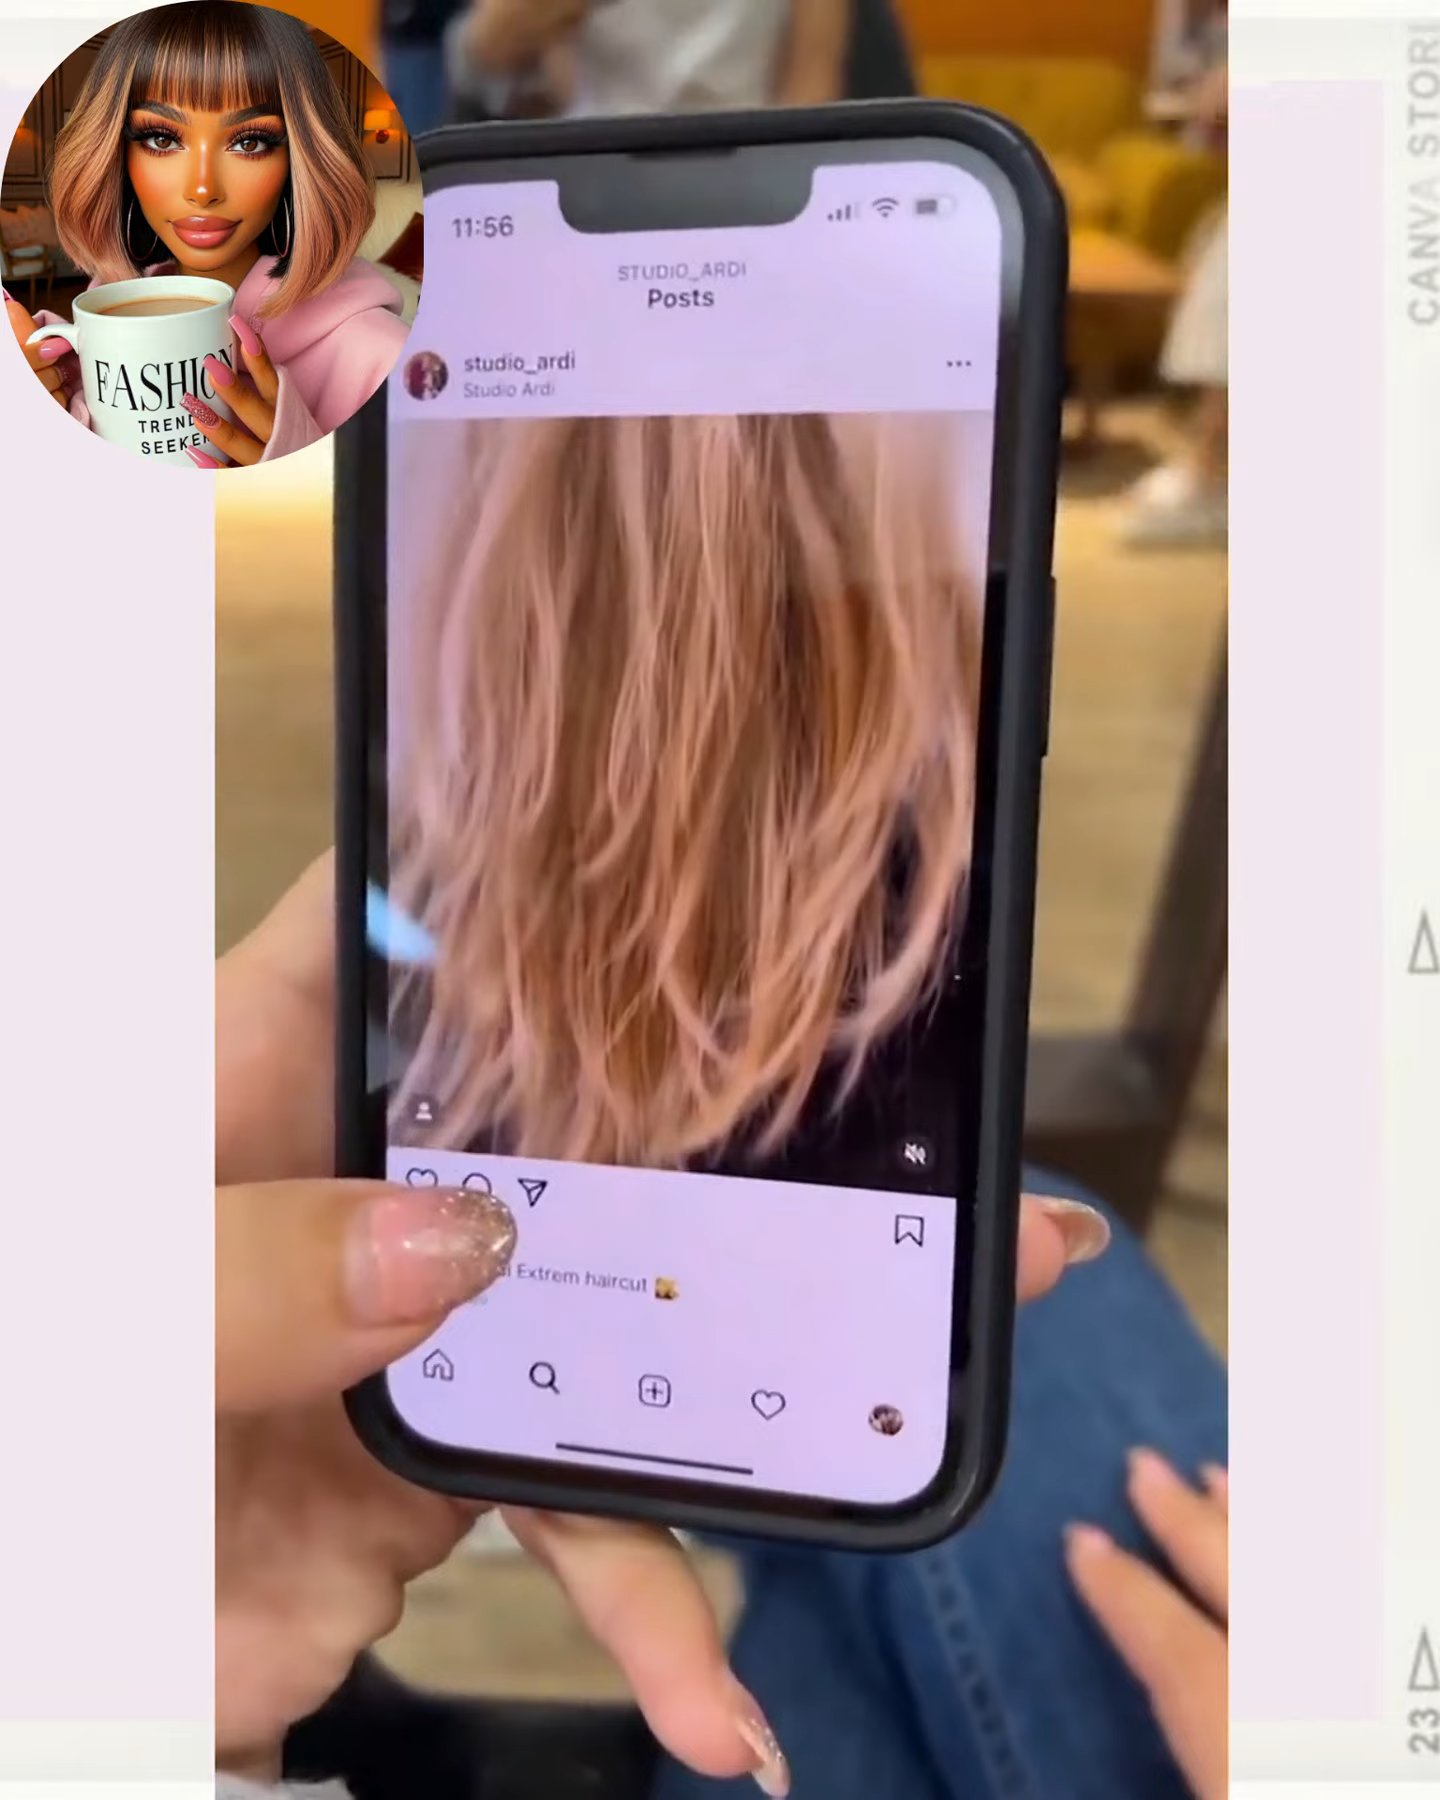 FASHION
TREND
SEEKER
11:56
STUDIO_ARDI
Posts
studio_ardi
Studio Ardi
Extrem haircut
CANVA STORI
23